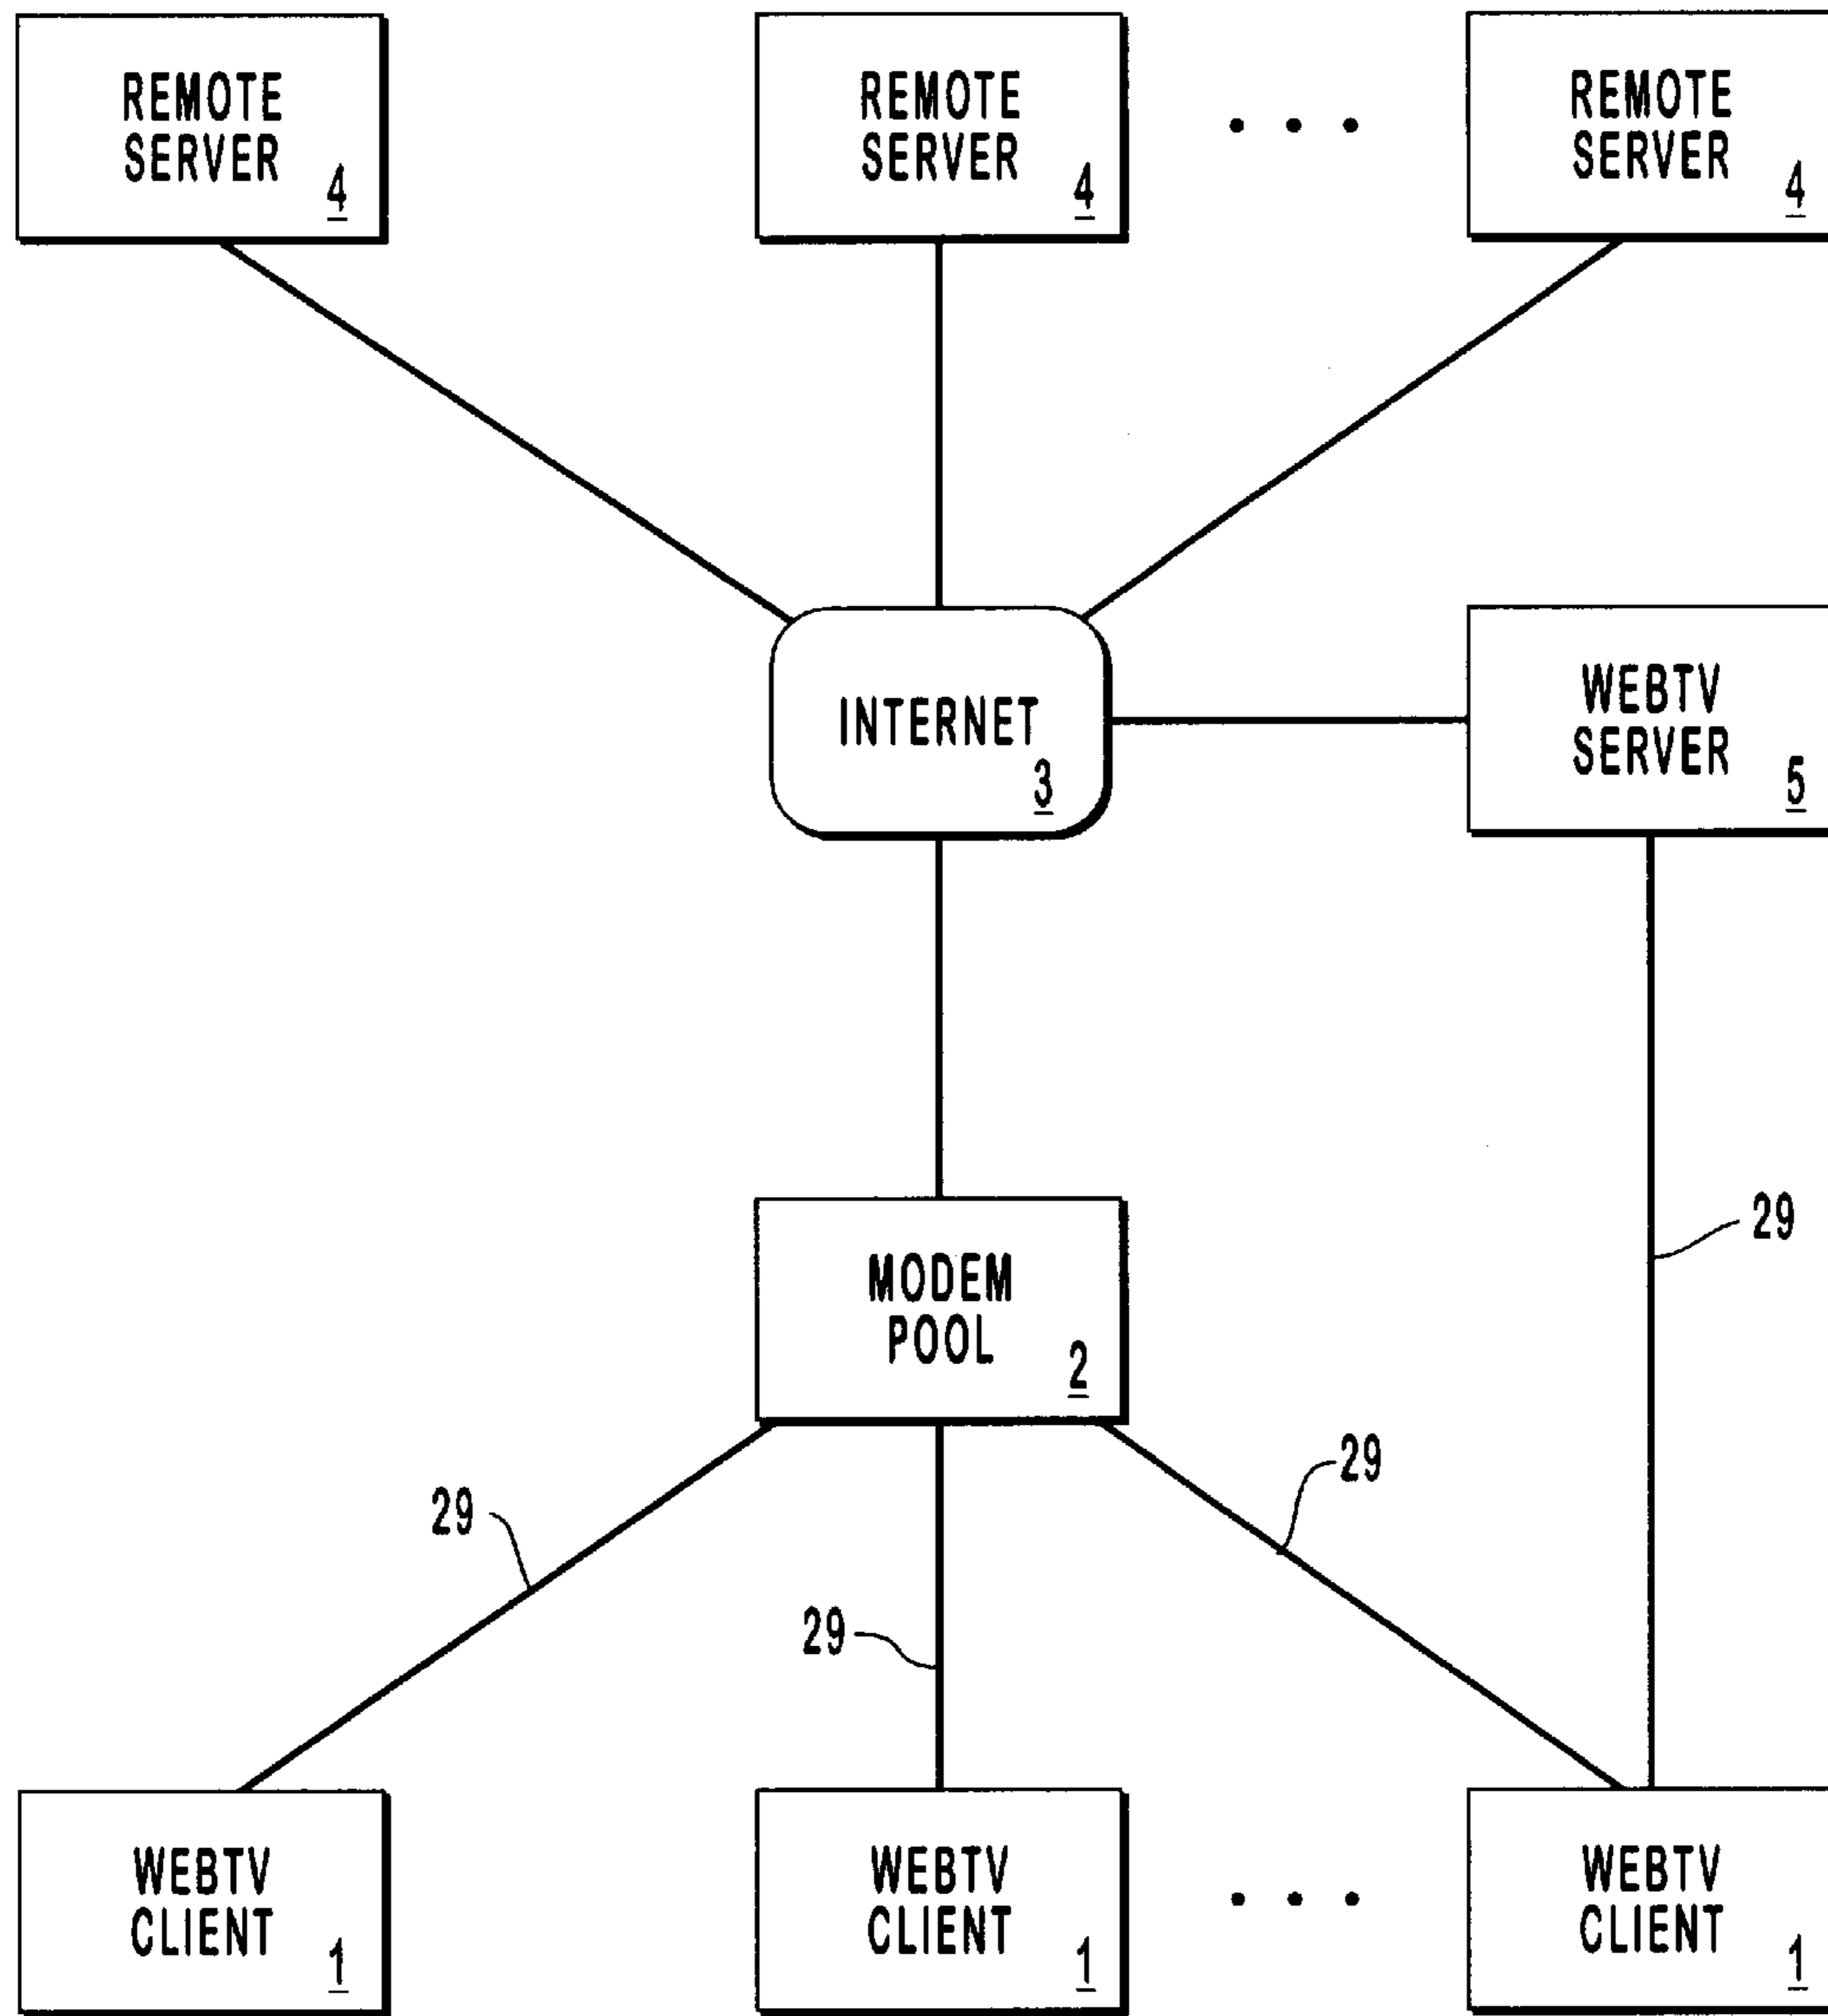 REMOTE
SERVER
4
REMOTE
SERVER
4
REMOTE
SERVER
4
INTERNET
3
WEBTV
SERVER
5
MODEM
POOL
2
29
29
29
29
WEBTV
CLIENT
1
WEBTV
CLIENT
1
WEBTV
CLIENT
1